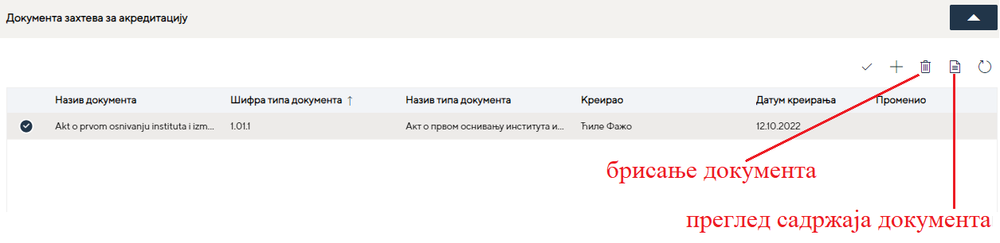 Документа захтева за акредитацију
Назив документа Шифра типа документа ↑ Назив типа документа Креирао Датум креирања Променио
Akt o prvom osnivanju instituta i izm... 1.01.1 Акт о првом оснивању института и... Ћиле Фажо 12.10.2022
брисање документа
преглед садржаја документа